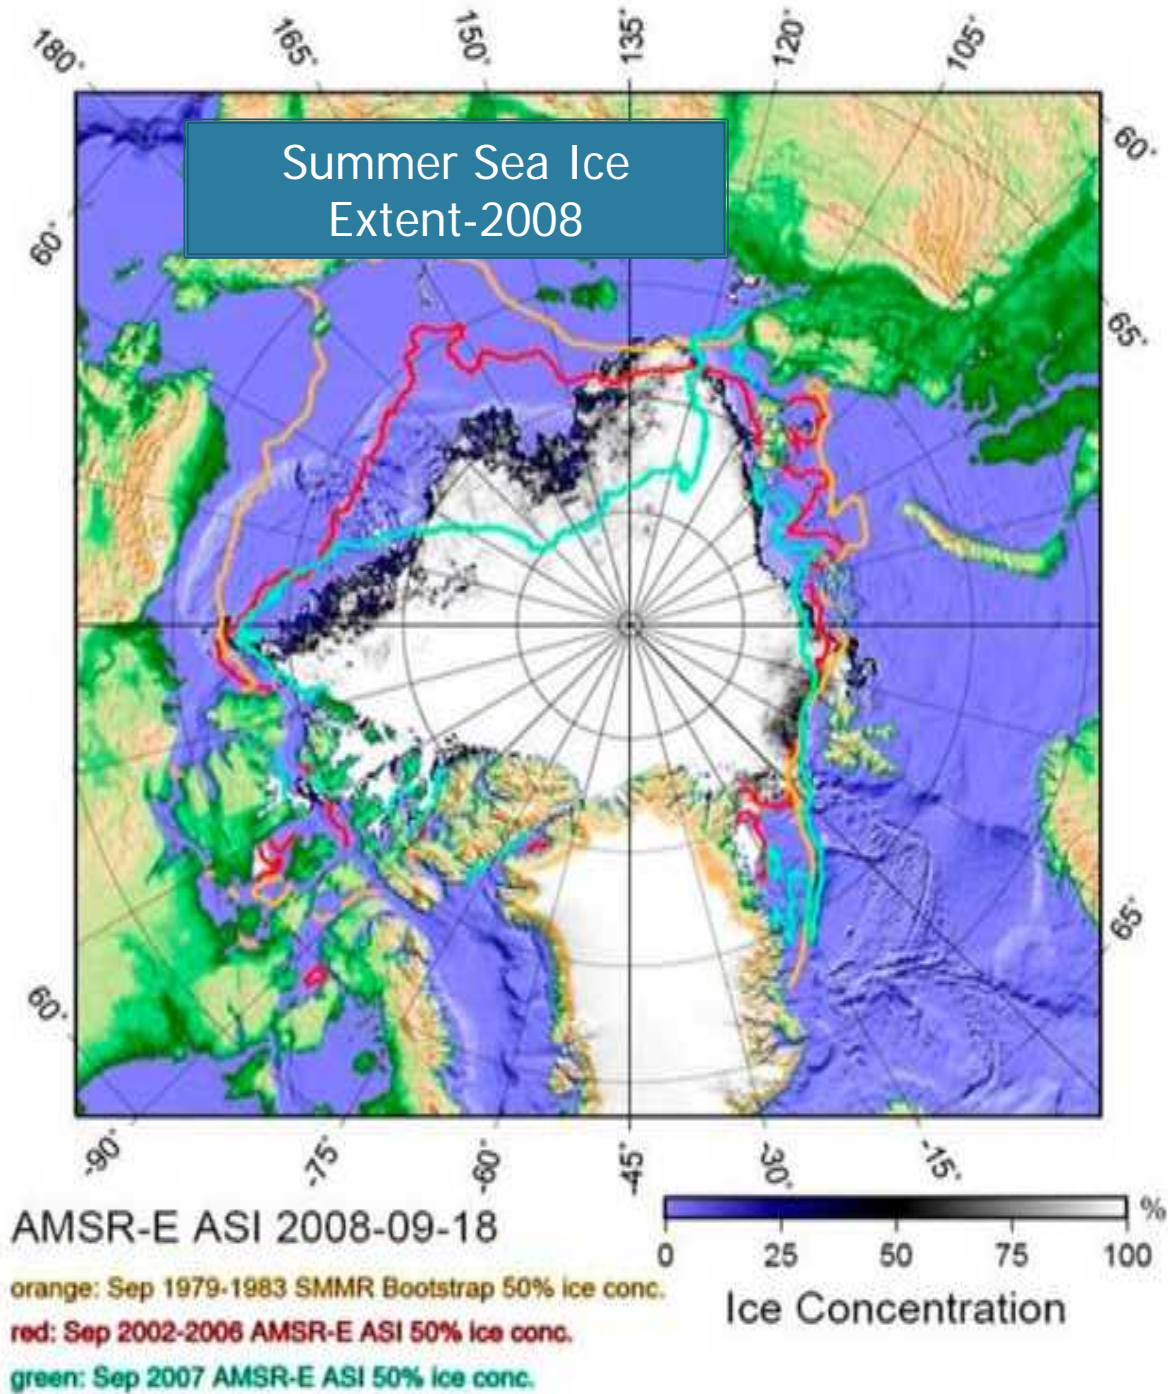 180° 165° 150° 135° 120° 105°
Summer Sea Ice
Extent-2008
60° 60°
65°
65°
60°
-90° -75° -60° -45° -30° -15°
AMSR-E ASI 2008-09-18
%
0 25 50 75 100
orange: Sep 1979-1983 SMMR Bootstrap 50% ice conc.
Ice Concentration
red: Sep 2002-2006 AMSR-E ASI 50% ice conc.
green: Sep 2007 AMSR-E ASI 50% ice conc.